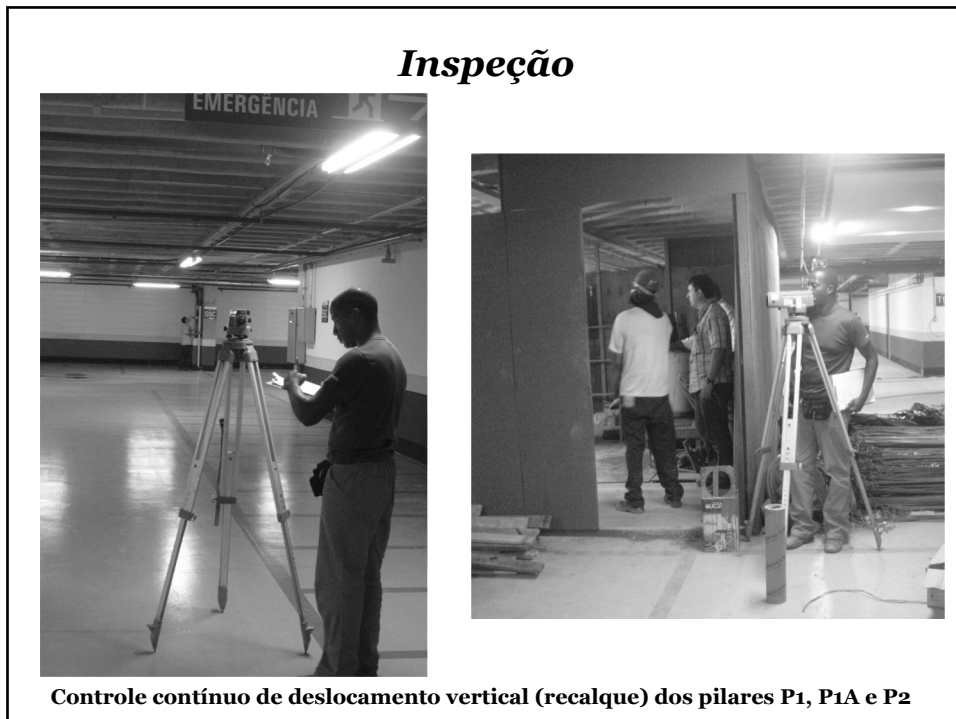 Inspeção
EMERGÊNCIA
Controle contínuo de deslocamento vertical (recalque) dos pilares P1, P1A e P2